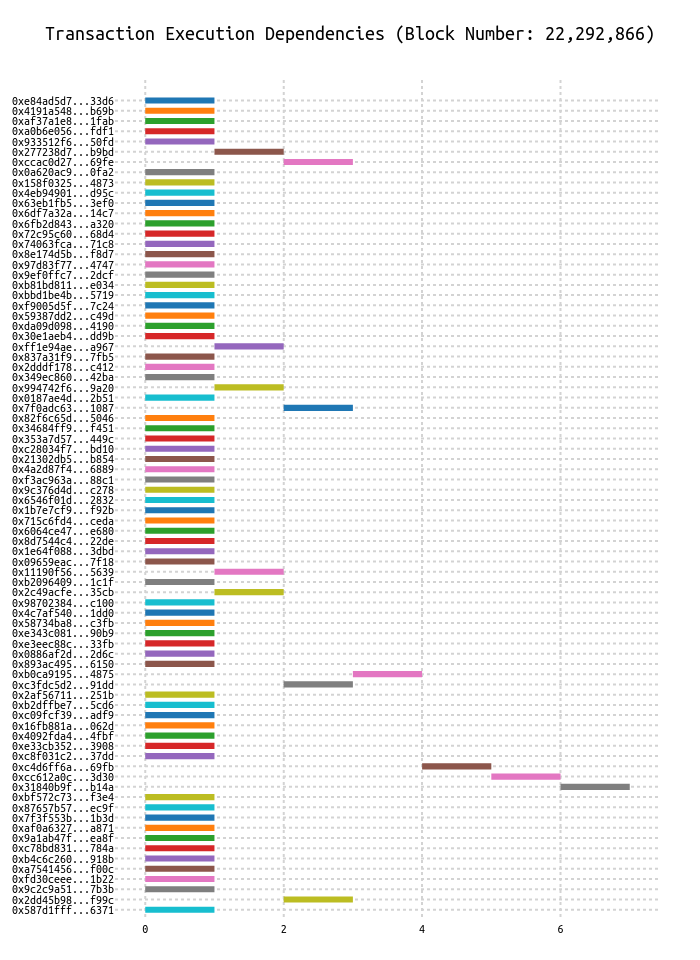 Transaction Execution Dependencies (Block Number: 22,292,866)
0xe84ad5d7...33d6
0x4191a548...b69b
0xaf37a1e8...1fab
0xa0b6e056...fdf1
0x933512f6...50fd
0x277238d7...b9bd
0xccac0d27...69fe
0x0a620ac9...0fa2
0x158f0325...4873
0x4eb94901...d95c
0x63eb1fb5...3ef0
0x6df7a32a...14c7
0x6fb2d843...a320
0x72c95c60...68d4
0x74063fca...71c8
0x8e174d5b...f8d7
0x97d83f77...4747
0x9ef0ffc7...2dcf
0xb81bd811...e034
0xbbd1be4b...5719
0xf9005d5f...7c24
0x59387dd2...c49d
0xda09d098...4190
0x30e1aeb4...dd9b
0xff1e94ae...a967
0x837a31f9...7fb5
0x2dddf178...c412
0x349ec860...42ba
0x994742f6...9a20
0x0187ae4d...2b51
0x7f0adc63...1087
0x82f6c65d...5046
0x34684ff9...f451
0x353a7d57...449c
0xc28034f7...bd10
0x21302db5...b854
0x4a2d87f4...6889
0xf3ac963a...88c1
0x9c376d4d...c278
0x6546f01d...2832
0x1b7e7cf9...f92b
0x715c6fd4...ceda
0x6064ce47...e680
0x8d7544c4...22de
0x1e64f088...3dbd
0x09659eac...7f18
0x11190f56...5639
0xb2096409...1c1f
0x2c49acfe...35cb
0x98702384...c100
0x4c7af540...1dd0
0x58734ba8...c3fb
0xe343c081...90b9
0xe3eec88c...33fb
0x0886af2d...2d6c
0x893ac495...6150
0xb0ca9195...4875
0xc3fdc5d2...91dd
0x2af56711...251b
0xb2dffbe7...5cd6
0xc09fcf39...adf9
0x16fb881a...062d
0x4092fda4...4fbf
0xe33cb352...3908
0xc8f031c2...37dd
0xc4d6ff6a...69fb
0xcc612a0c...3d30
0x31840b9f...b14a
0xbf572c73...f3e4
0x87657b57...ec9f
0x7f3f553b...1b3d
0xaf0a6327...a871
0x9a1ab47f...ea8f
0xc78bd831...784a
0xb4c6c260...918b
0xa7541456...f00c
0xfd30ceee...1b22
0x9c2c9a51...7b3b
0x2dd45b98...f99c
0x587d1fff...6371
0 2 4 6